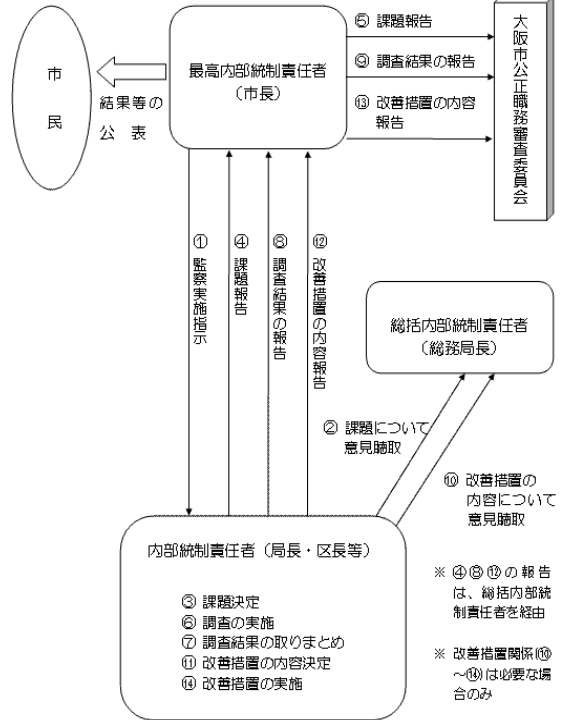 市
民
結果等の
公　表
最高内部統制責任者
（市長）
⑤ 課題報告
⑨ 調査結果の報告
⑬ 改善措置の内容
報告
大阪市公正職務審査委員会
① 監察実施指示
④ 課題報告
⑧ 調査結果の報告
⑫ 改善措置の内容報告
総括内部統制責任者
（総務局長）
② 課題について
意見聴取
⑩ 改善措置の
内容について
意見聴取
内部統制責任者（局長・区長等）
③ 課題決定
⑥ 調査の実施
⑦ 調査結果の取りまとめ
⑪ 改善措置の内容決定
⑭ 改善措置の実施
※ ④⑧⑫の報告
は、総括内部統
制責任者を経由
※ 改善措置関係(⑩
～⑭)は必要な場
合のみ